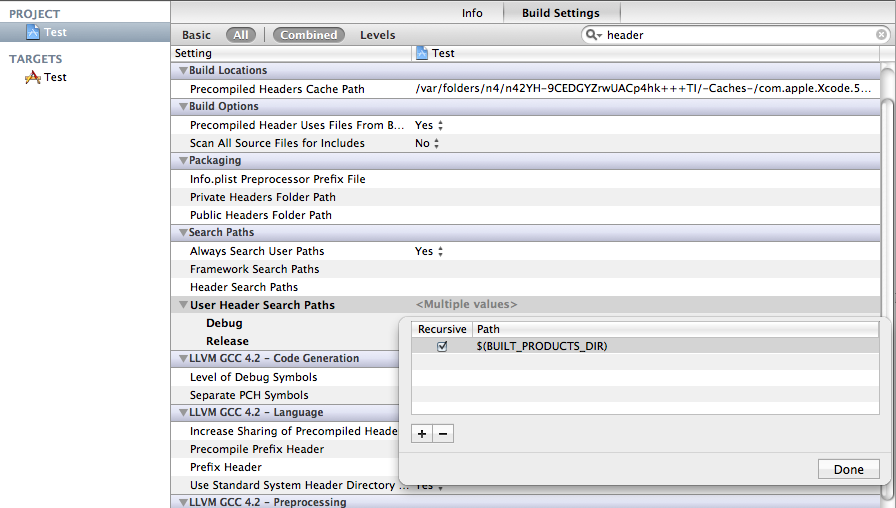 PROJECT
Test
TARGETS
Test
Info
Build Settings
Basic
All
Combined
Levels
header
Setting
Test
Build Locations
Precompiled Headers Cache Path
/var/folders/n4/n42YH-9CEDGYZrwUACp4hk+++TI/-Caches-/com.apple.Xcode.5...
Build Options
Precompiled Header Uses Files From B...
Yes
Scan All Source Files for Includes
No
Packaging
Info.plist Preprocessor Prefix File
Private Headers Folder Path
Public Headers Folder Path
Search Paths
Always Search User Paths
Yes
Framework Search Paths
Header Search Paths
User Header Search Paths
<Multiple values>
Debug
Release
Recursive
Path
$(BUILT_PRODUCTS_DIR)
+ −
Done
LLVM GCC 4.2 - Code Generation
Level of Debug Symbols
Separate PCH Symbols
LLVM GCC 4.2 - Language
Increase Sharing of Precompiled Heade
Precompile Prefix Header
Prefix Header
Use Standard System Header Directory ...
Yes
LLVM GCC 4.2 - Preprocessing